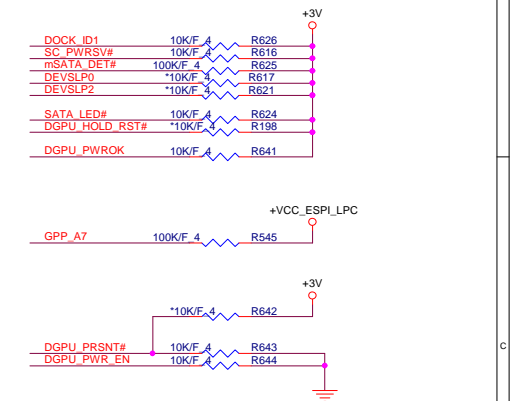 +3V
DOCK_ID1 10K/F_4 R626
SC_PWRSV# 10K/F_4 R616
mSATA_DET# 100K/F_4 R625
DEVSLP0 *10K/F_4 R617
DEVSLP2 *10K/F_4 R621
SATA_LED# 10K/F_4 R624
DGPU_HOLD_RST# *10K/F_4 R198
DGPU_PWROK 10K/F_4 R641
+VCC_ESPI_LPC
GPP_A7 100K/F_4 R545
+3V
*10K/F_4 R642
DGPU_PRSNT# 10K/F_4 R643
DGPU_PWR_EN 10K/F_4 R644
C